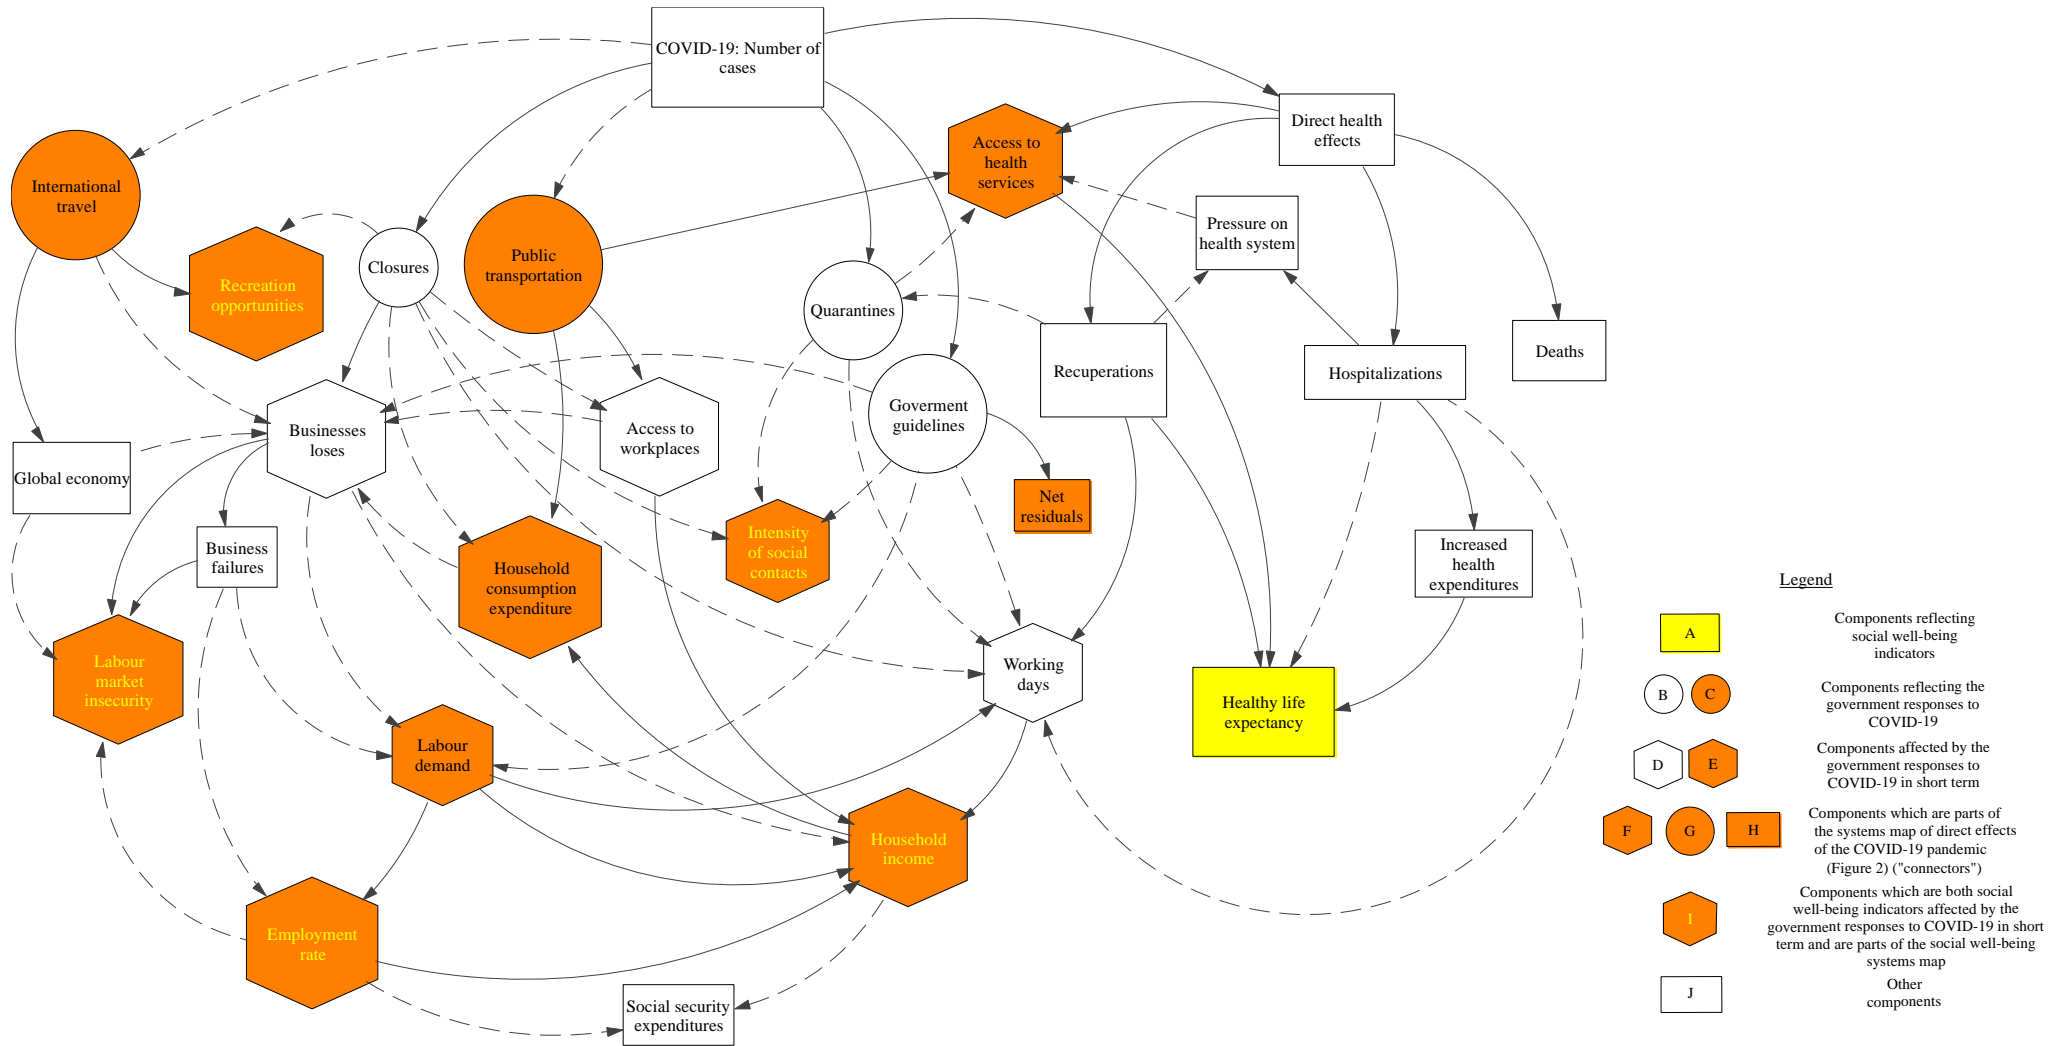 COVID-19: Number of
cases
Direct health
effects
Access to
health
services
International
travel
Public
transportation
Pressure on
health system
Recreation
opportunities
Closures
Quarantines
Recuperations
Deaths
Hospitalizations
Goverment
guidelines
Businesses
loses
Access to
workplaces
Global economy
Net
residuals
Business
failures
Household
consumption
expenditure
Intensity
of social
contacts
Increased
health
expenditures
Labour
market
insecurity
Working
days
Healthy life
expectancy
Labour
demand
Household
income
Employment
rate
Social security
expenditures
Legend
A
Components reflecting
social well-being
indicators
B
C
Components reflecting the
government responses to
COVID-19
D
E
Components affected by the
government responses to
COVID-19 in short term
F
G
H
Components which are parts of
the systems map of direct effects
of the COVID-19 pandemic
(Figure 2) ("connectors")
I
Components which are both social
well-being indicators affected by the
government responses to COVID-19 in short
term and are parts of the social well-being
systems map
J
Other
components